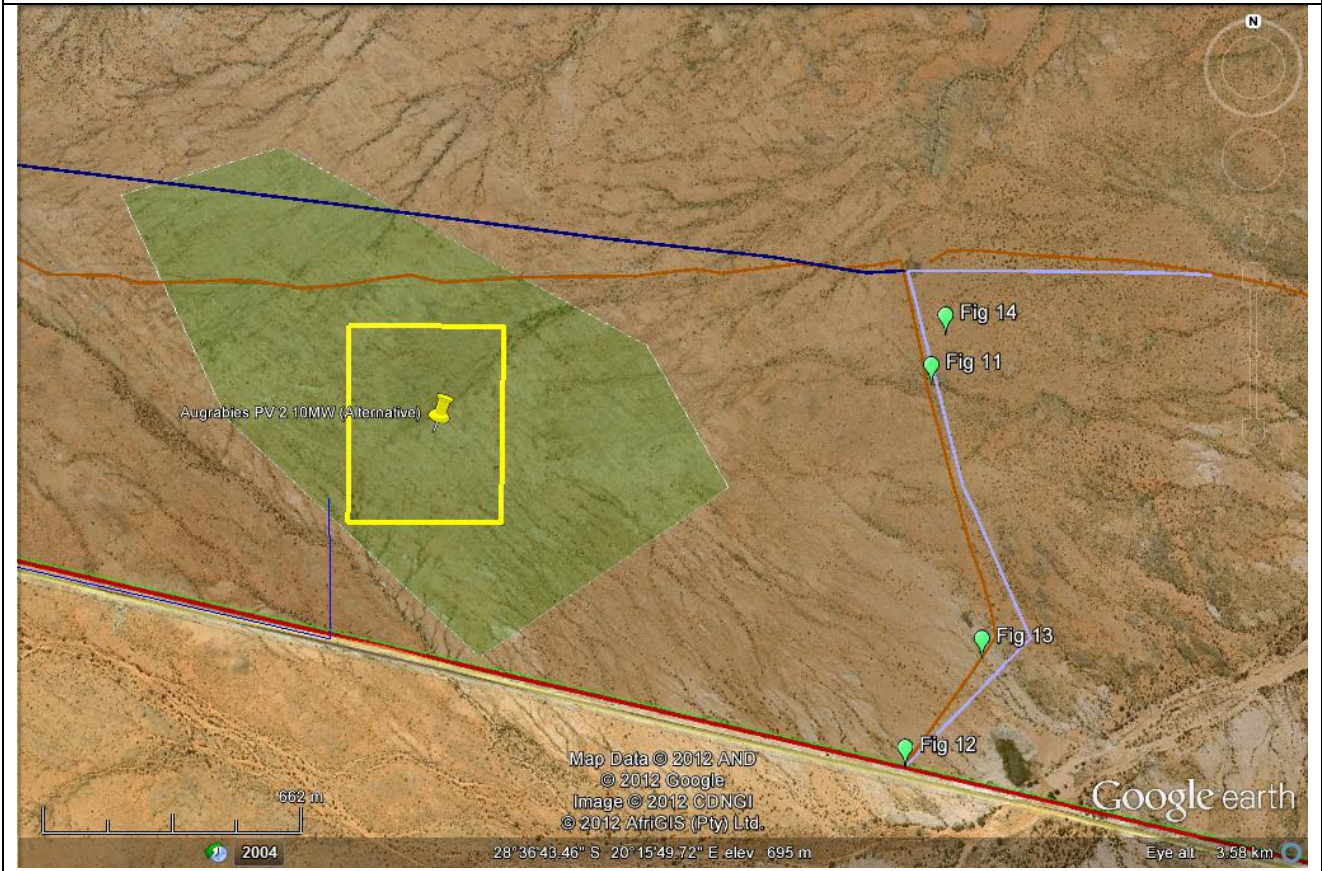 N
Fig 14
Fig 11
Augrabies PV 2 10MW (Alternative)
Fig 13
Fig 12
Map Data © 2012 AND
© 2012 Google
Image © 2012 CDNGI
© 2012 AfriGIS (Pty) Ltd.
Google earth
662 m
2004
28°36'43.46" S 20°15'49.72" E elev 695 m
Eye alt 3.58 km